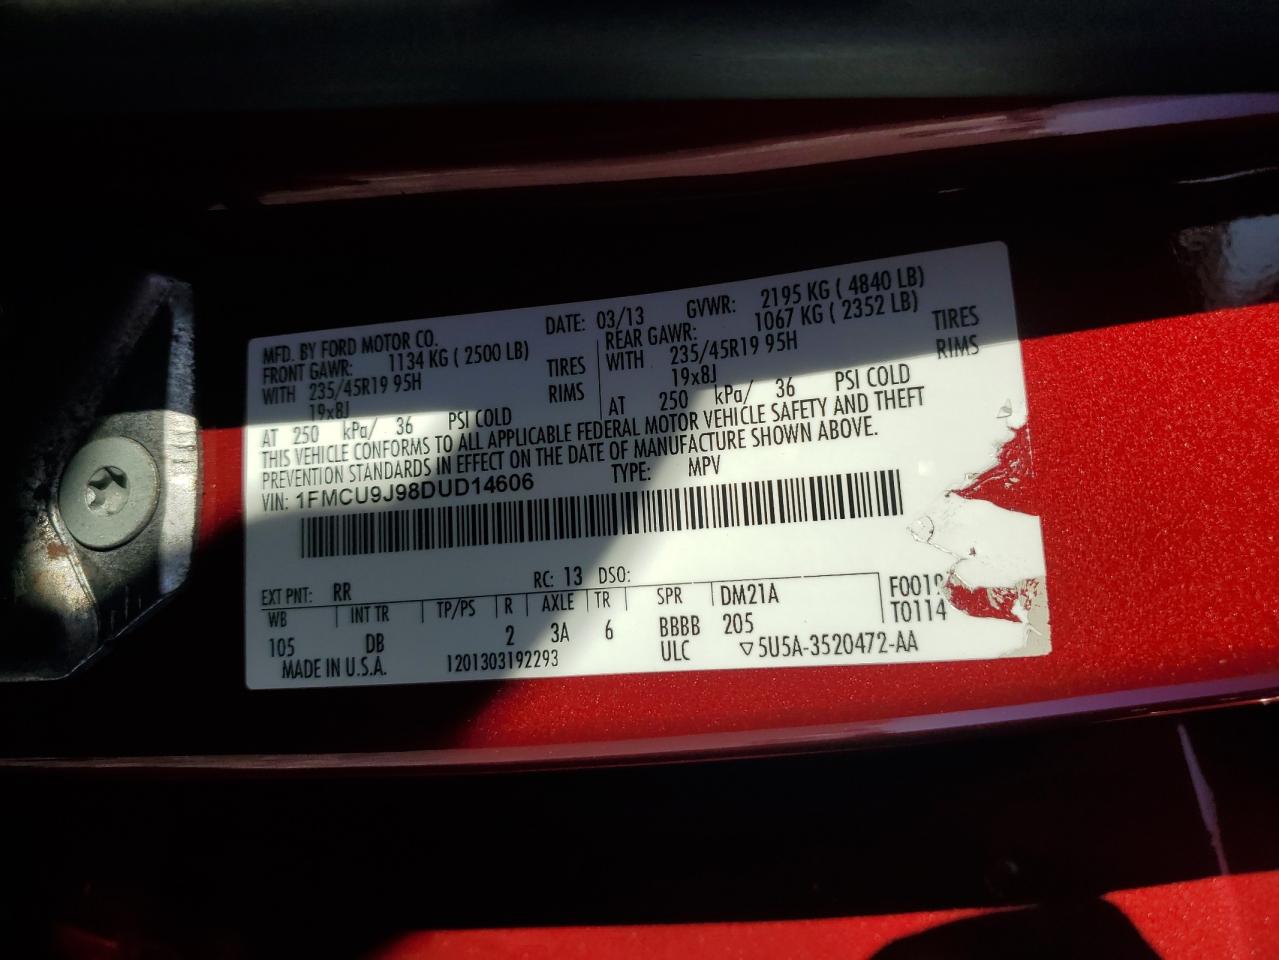 MFD. BY FORD MOTOR CO.
DATE: 03/13 GVWR: 2195 KG ( 4840 LB)
FRONT GAWR: 1134 KG ( 2500 LB)
WITH 235/45R19 95H TIRES
19x8J RIMS
AT 250 kPa/ 36 PSI COLD
REAR GAWR: 1067 KG ( 2352 LB)
WITH 235/45R19 95H TIRES
19x8J RIMS
AT 250 kPa/ 36 PSI COLD
THIS VEHICLE CONFORMS TO ALL APPLICABLE FEDERAL MOTOR VEHICLE SAFETY AND THEFT
PREVENTION STANDARDS IN EFFECT ON THE DATE OF MANUFACTURE SHOWN ABOVE.
VIN: 1FMCU9J98DUD14606 TYPE: MPV
EXT PNT: RR RC: 13 DSO:
WB INT TR TP/PS R AXLE TR SPR DM21A
105 DB 2 3A 6 BBBB 205
T0114
MADE IN U.S.A. 1201303192293 ULC ▽5U5A-3520472-AA